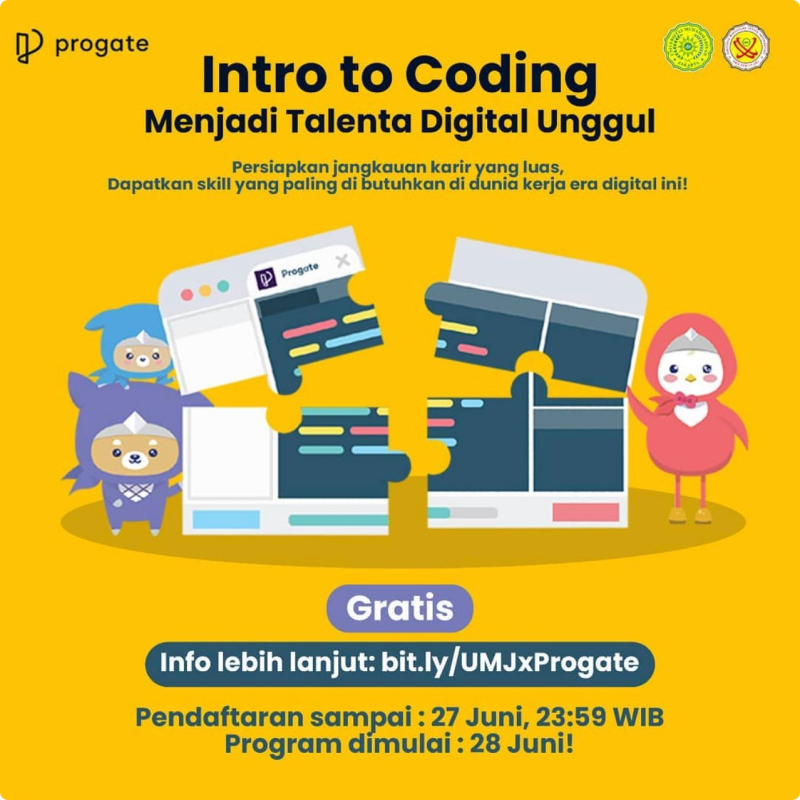 progate
Intro to Coding
Menjadi Talenta Digital Unggul
Persiapkan jangkauan karir yang luas,
Dapatkan skill yang paling di butuhkan di dunia kerja era digital ini!
Progate
Gratis
Info lebih lanjut: bit.ly/UMJxProgate
Pendaftaran sampai : 27 Juni, 23:59 WIB
Program dimulai : 28 Juni!